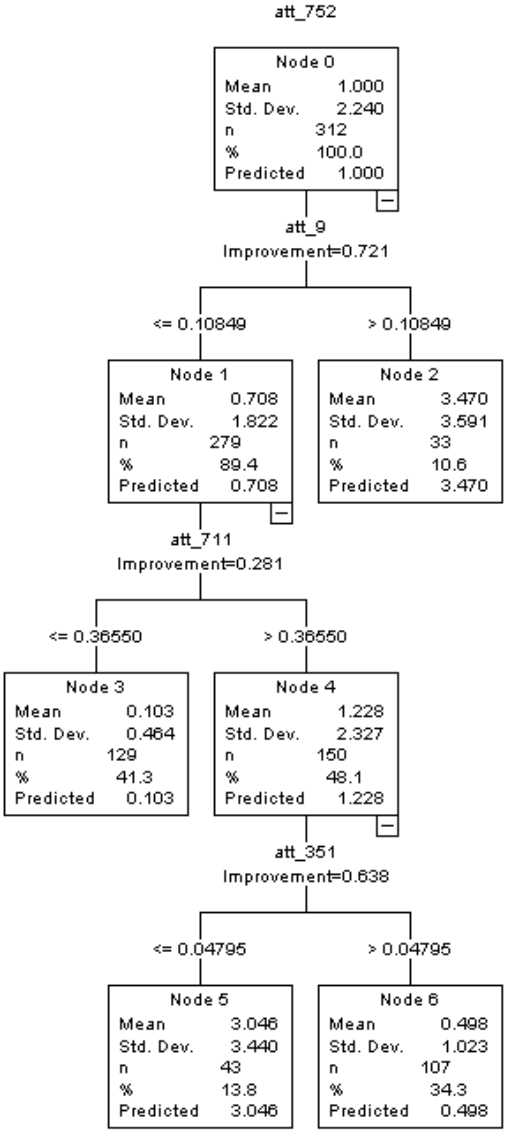 att_752
Node 0
Mean 1.000
Std. Dev. 2.240
n 312
% 100.0
Predicted 1.000
att_9
Improvement=0.721
<= 0.10849 > 0.10849
Node 1
Mean 0.708
Std. Dev. 1.822
n 279
% 89.4
Predicted 0.708
Node 2
Mean 3.470
Std. Dev. 3.591
n 33
% 10.6
Predicted 3.470
att_711
Improvement=0.281
<= 0.36550 > 0.36550
Node 3
Mean 0.103
Std. Dev. 0.464
n 129
% 41.3
Predicted 0.103
Node 4
Mean 1.228
Std. Dev. 2.327
n 150
% 48.1
Predicted 1.228
att_351
Improvement=0.638
<= 0.04795 > 0.04795
Node 5
Mean 3.046
Std. Dev. 3.440
n 43
% 13.8
Predicted 3.046
Node 6
Mean 0.498
Std. Dev. 1.023
n 107
% 34.3
Predicted 0.498